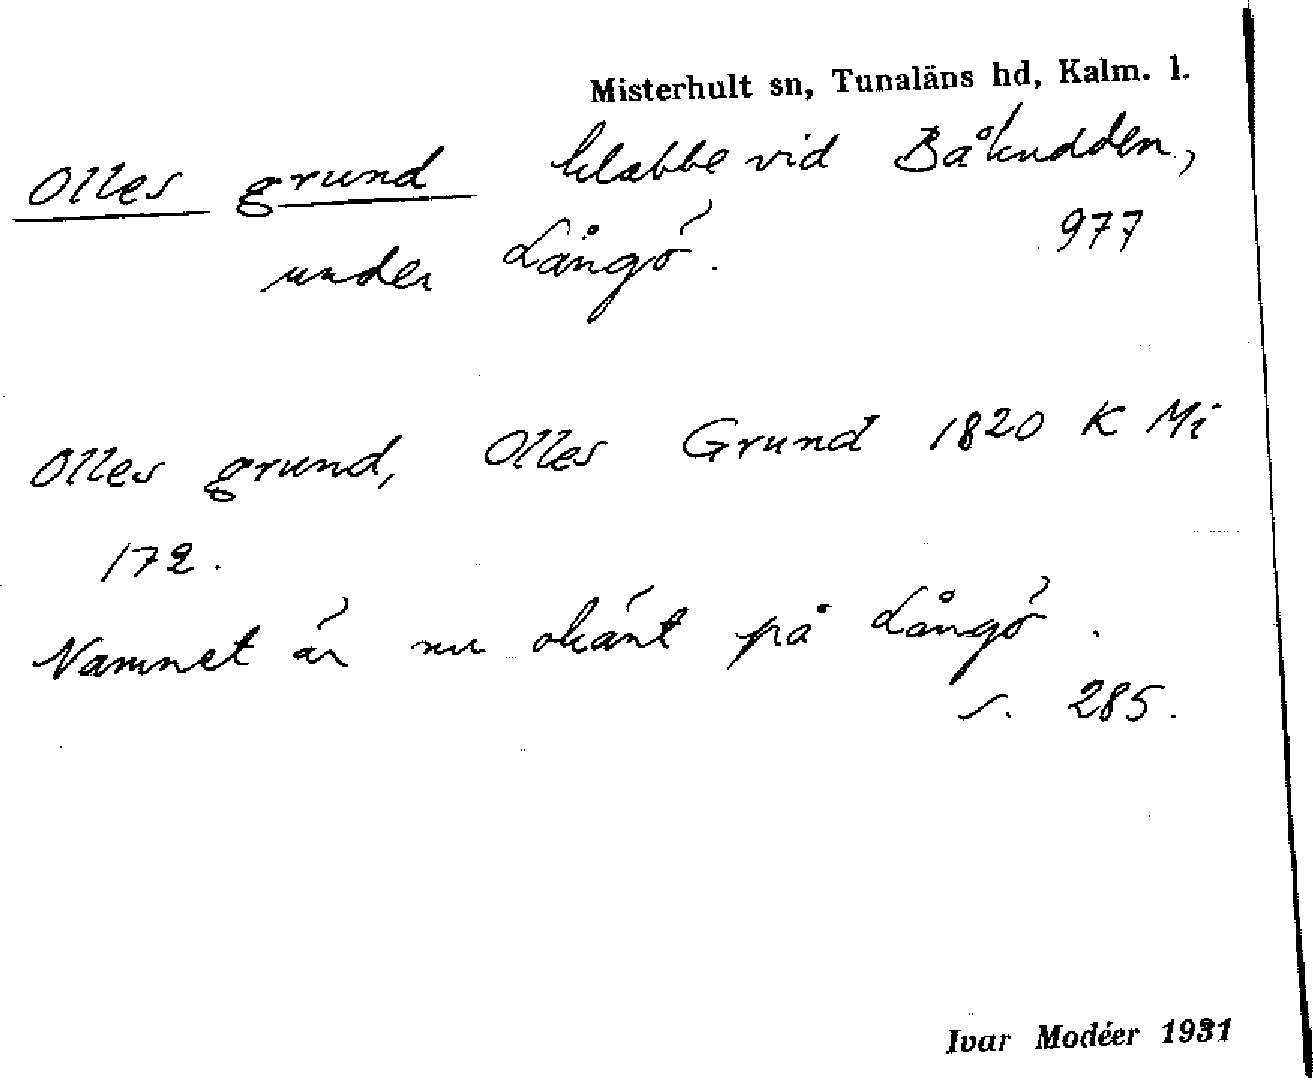 Misterhult sn, Tunaläns hd, Kalm. l.
Olles grund klabbe vid Båkudden,
under Långö. 977
Olles grund, Olles Grund 1820 K Mi
172.
Namnet är nu okänt på Långö.
s. 285.
Ivar Modéer 1931